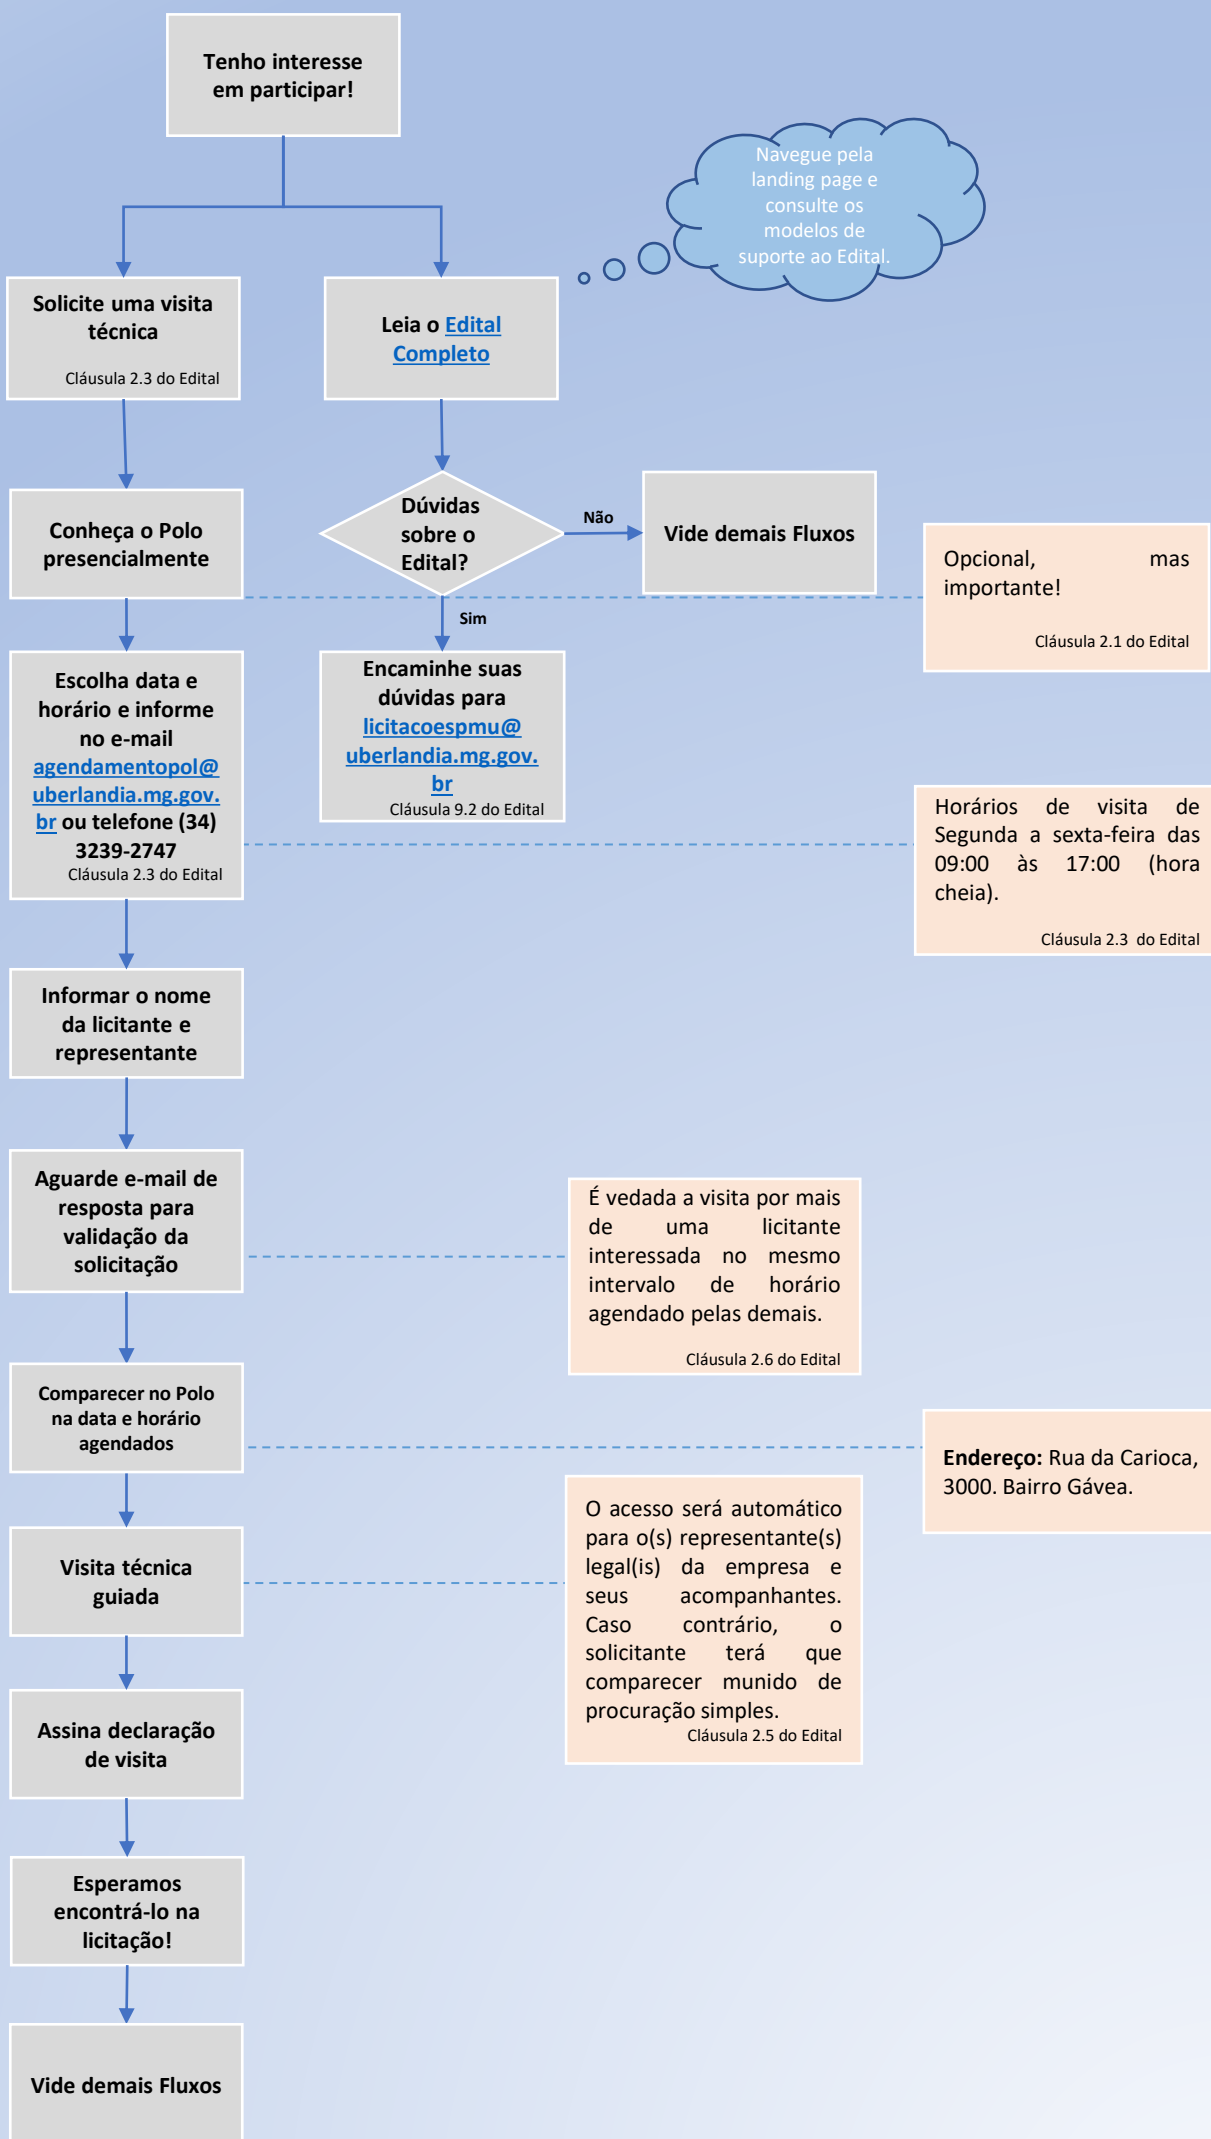 Tenho interesse
em participar!
Navegue pela
landing page e
consulte os
modelos de
suporte ao Edital.
Solicite uma visita
técnica
Cláusula 2.3 do Edital
Leia o Edital
Completo
Conheça o Polo
presencialmente
Dúvidas
sobre o
Edital?
Não
Vide demais Fluxos
Opcional, mas
importante!
Cláusula 2.1 do Edital
Sim
Escolha data e
horário e informe
no e-mail
agendamentopol@
uberlandia.mg.gov.
br ou telefone (34)
3239-2747
Cláusula 2.3 do Edital
Encaminhe suas
dúvidas para
licitacoespmu@
uberlandia.mg.gov.
br
Cláusula 9.2 do Edital
Horários de visita de
Segunda a sexta-feira das
09:00 às 17:00 (hora
cheia).
Cláusula 2.3 do Edital
Informar o nome
da licitante e
representante
Aguarde e-mail de
resposta para
validação da
solicitação
É vedada a visita por mais
de uma licitante
interessada no mesmo
intervalo de horário
agendado pelas demais.
Cláusula 2.6 do Edital
Comparecer no Polo
na data e horário
agendados
Endereço: Rua da Carioca,
3000. Bairro Gávea.
Visita técnica
guiada
O acesso será automático
para o(s) representante(s)
legal(is) da empresa e
seus acompanhantes.
Caso contrário, o
solicitante terá que
comparecer munido de
procuração simples.
Cláusula 2.5 do Edital
Assina declaração
de visita
Esperamos
encontrá-lo na
licitação!
Vide demais Fluxos